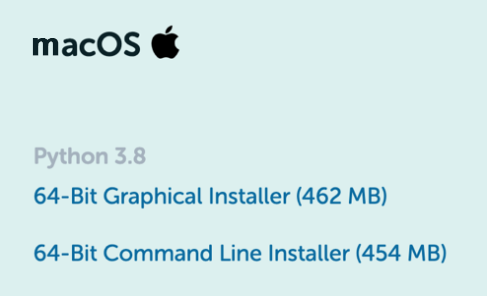 macOS
Python 3.8
64-Bit Graphical Installer (462 MB)
64-Bit Command Line Installer (454 MB)